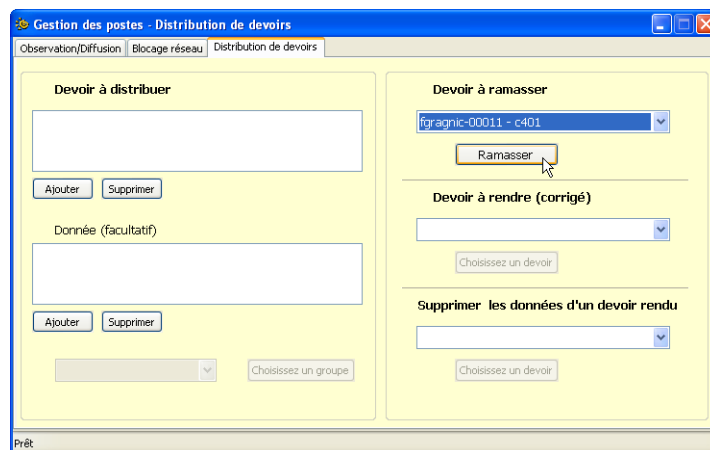 Gestion des postes - Distribution de devoirs
Observation/Diffusion Blocage réseau Distribution de devoirs
Devoir à distribuer
Ajouter Supprimer
Donnée (facultatif)
Ajouter Supprimer
Choisissez un groupe
Devoir à ramasser
fgragnic-00011 - c401
Ramasser
Devoir à rendre (corrigé)
Choisissez un devoir
Supprimer les données d'un devoir rendu
Choisissez un devoir
Prêt